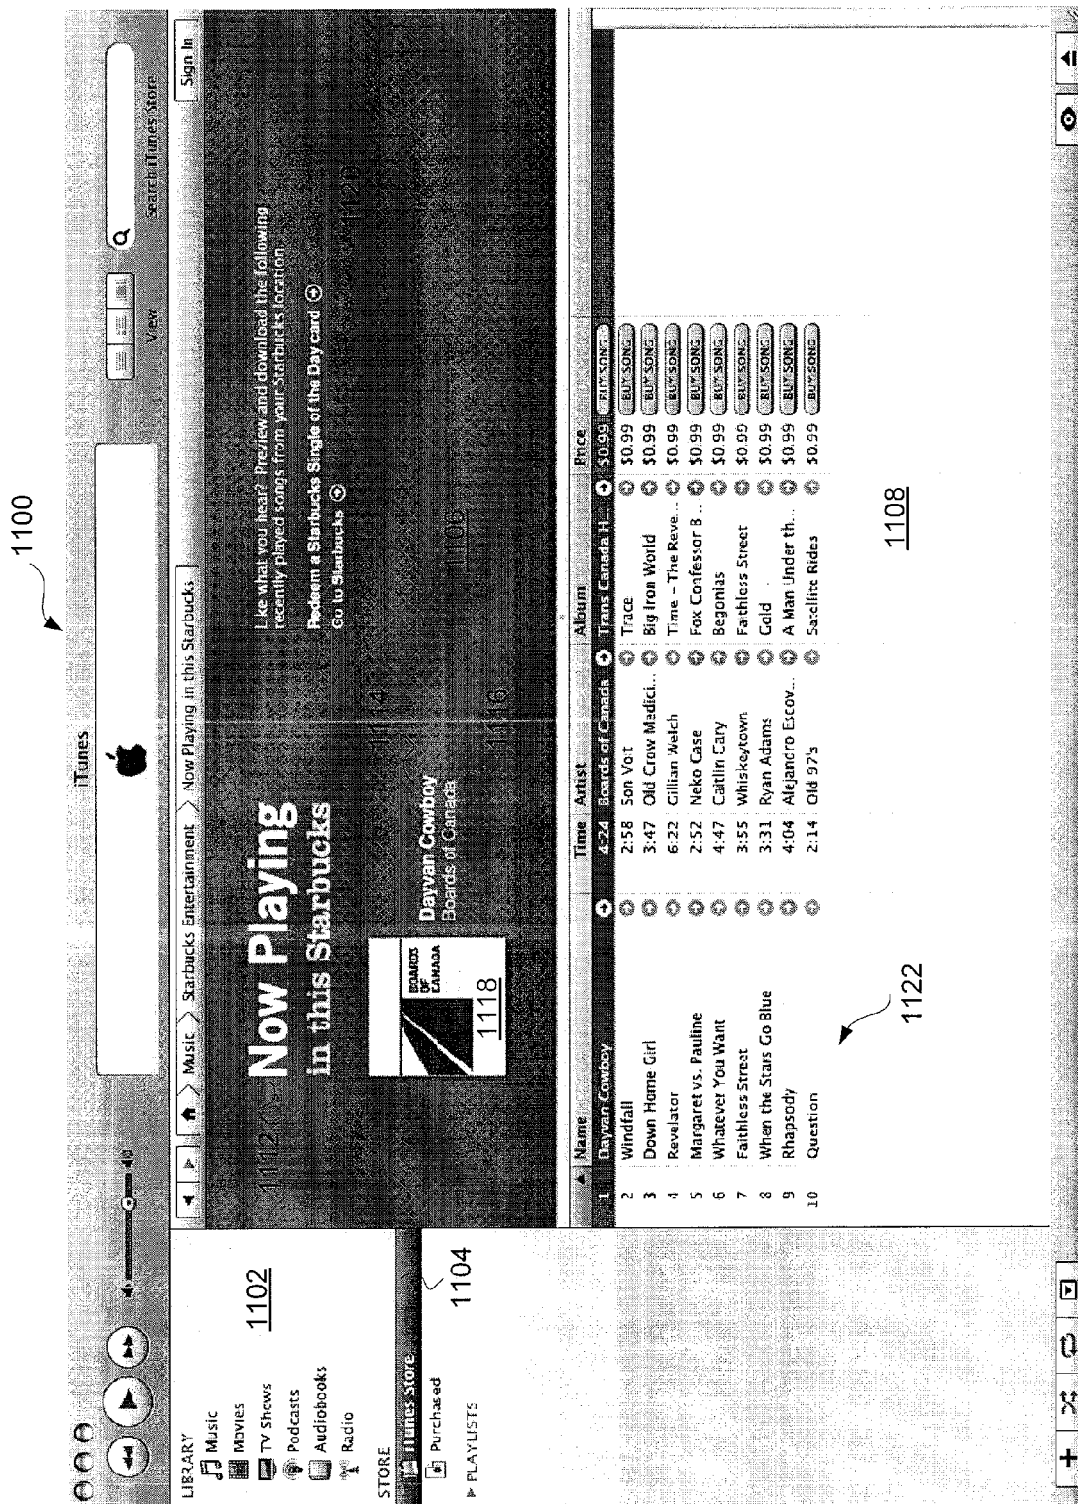 1100
iTunes
View
Search iTunes Store
Music
Starbucks Entertainment
Now Playing in this Starbucks
Sign In
LIBRARY
Music
Movies
TV Shows
Podcasts
Audiobooks
Radio
STORE
iTunes Store
Purchased
PLAYLISTS
1102
1104
1112
Now Playing
in this Starbucks
Like what you hear? Preview and download the following
recently played songs from your Starbucks location.
Redeem a Starbucks Single of the Day card
Go to Starbucks
1120
1114
1106
1116
BOARDS
OF
CANADA
1118
Dayvan Cowboy
Boards of Canada
Name Time Artist Album Price
1 Dayvan Cowboy 4:24 Boards of Canada Trans Canada H... $0.99 BUY SONG
2 Windfall 2:58 Son Volt Trace $0.99 BUY SONG
3 Down Home Girl 3:47 Old Crow Medici... Big Iron World $0.99 BUY SONG
4 Revelator 6:22 Gillian Welch Time - The Reve... $0.99 BUY SONG
5 Margaret vs. Pauline 2:52 Neko Case Fox Confessor B... $0.99 BUY SONG
6 Whatever You Want 4:47 Caitlin Cary Begonias $0.99 BUY SONG
7 Faithless Street 3:55 Whiskeytown Faithless Street $0.99 BUY SONG
8 When the Stars Go Blue 3:31 Ryan Adams Gold $0.99 BUY SONG
9 Rhapsody 4:04 Alejandro Escov... A Man Under th... $0.99 BUY SONG
10 Question 2:14 Old 97's Satellite Rides $0.99 BUY SONG
1122
1108